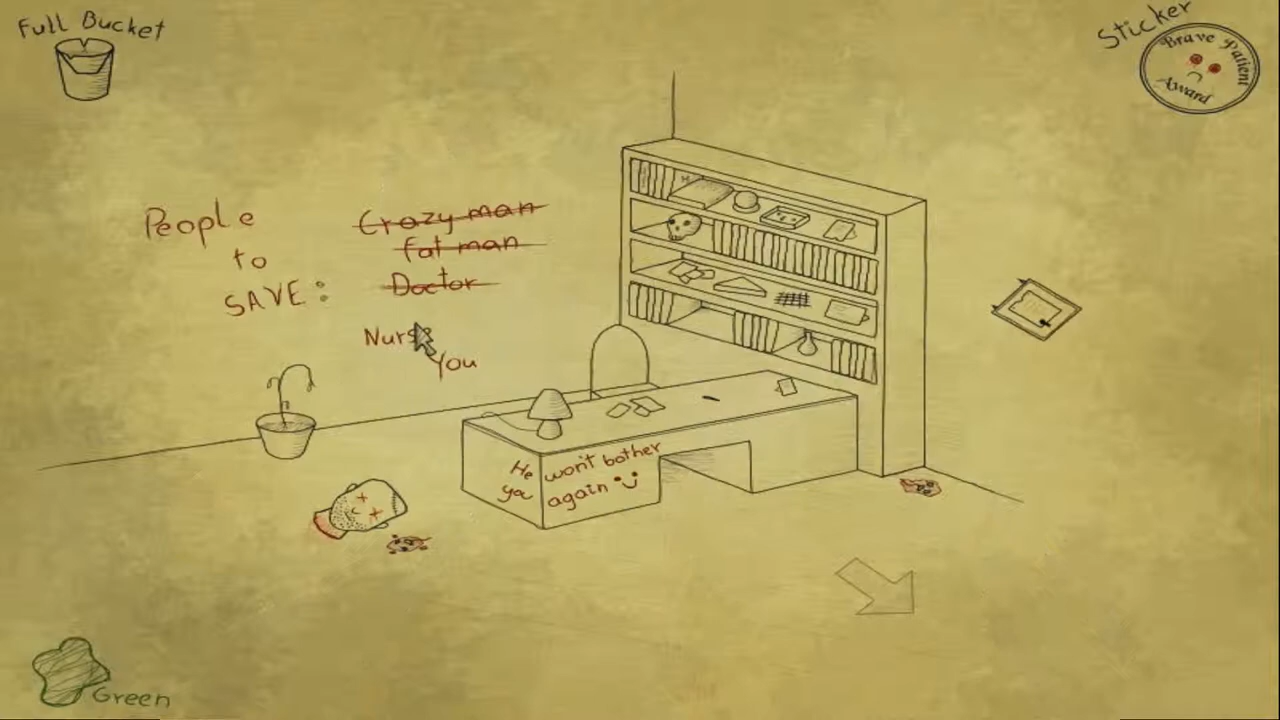 Full Bucket
Sticker
Brave Patient
Award
People
to
SAVE:
Crazy man
fat man
Doctor
Nurse
You
He won't bother
you again
Green